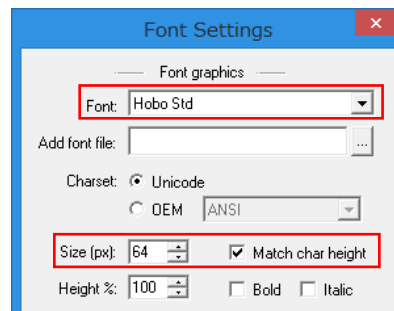 Font Settings
×
Font graphics
Font: Hobo Std
Add font file: ...
Charset: Unicode
OEM ANSI
Size (px): 64 Match char height
Height %: 100 Bold Italic